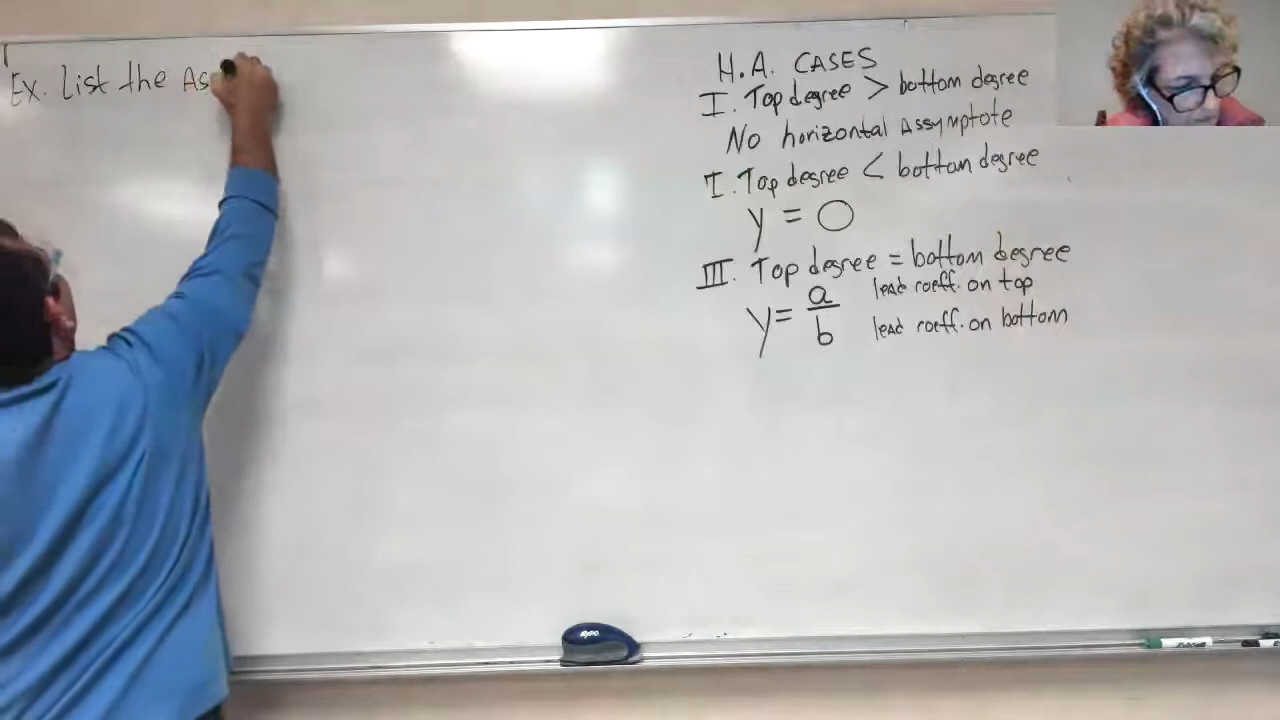 Ex. List the As
H.A. CASES
I. Top degree > bottom degree
No horizontal Assymptote
I. Top degree < bottom degree
y = 0
III. Top degree = bottom degree
y = a/b
lead coeff. on top
lead coeff. on bottom
expo